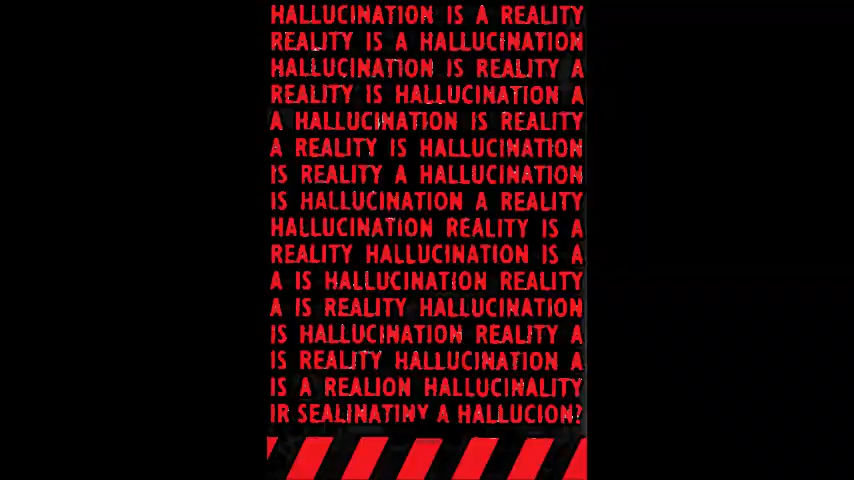 HALLUCINATION IS A REALITY
REALITY IS A HALLUCINATION
HALLUCINATION IS REALITY A
REALITY IS HALLUCINATION A
A HALLUCINATION IS REALITY
A REALITY IS HALLUCINATION
IS REALITY A HALLUCINATION
IS HALLUCINATION A REALITY
HALLUCINATION REALITY IS A
REALITY HALLUCINATION IS A
A IS HALLUCINATION REALITY
A IS REALITY HALLUCINATION
IS HALLUCINATION REALITY A
IS REALITY HALLUCINATION A
IS A REALION HALLUCINALITY
IR SEALINATINY A HALLUCION?